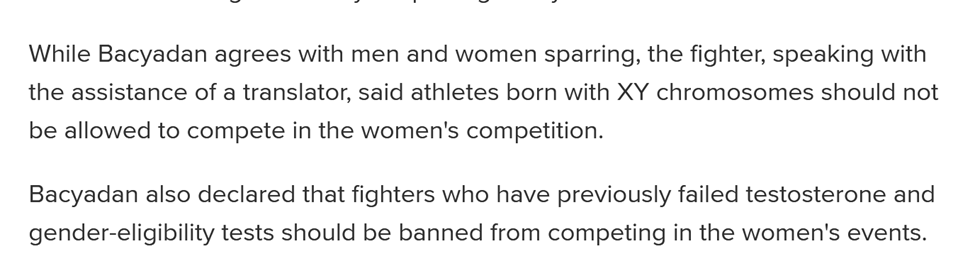 While Bacyadan agrees with men and women sparring, the fighter, speaking with
the assistance of a translator, said athletes born with XY chromosomes should not
be allowed to compete in the women's competition.
Bacyadan also declared that fighters who have previously failed testosterone and
gender-eligibility tests should be banned from competing in the women's events.